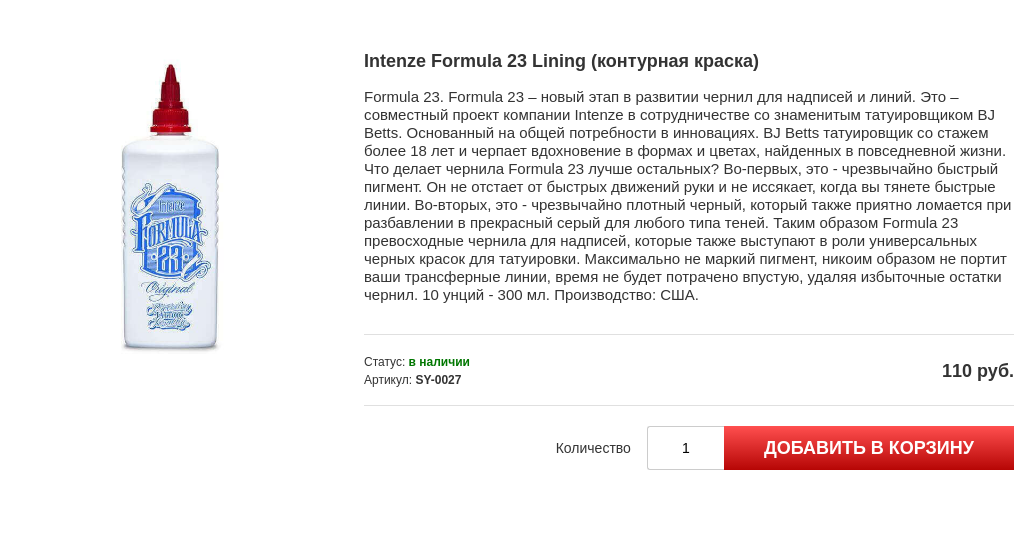 Intenze
FORMULA
23
Original
Intenze Formula 23 Lining (контурная краска)
Formula 23. Formula 23 – новый этап в развитии чернил для надписей и линий. Это –
совместный проект компании Intenze в сотрудничестве со знаменитым татуировщиком BJ
Betts. Основанный на общей потребности в инновациях. BJ Betts татуировщик со стажем
более 18 лет и черпает вдохновение в формах и цветах, найденных в повседневной жизни.
Что делает чернила Formula 23 лучше остальных? Во-первых, это - чрезвычайно быстрый
пигмент. Он не отстает от быстрых движений руки и не иссякает, когда вы тянете быстрые
линии. Во-вторых, это - чрезвычайно плотный черный, который также приятно ломается при
разбавлении в прекрасный серый для любого типа теней. Таким образом Formula 23
превосходные чернила для надписей, которые также выступают в роли универсальных
черных красок для татуировки. Максимально не маркий пигмент, никоим образом не портит
ваши трансферные линии, время не будет потрачено впустую, удаляя избыточные остатки
чернил. 10 унций - 300 мл. Производство: США.
Статус: в наличии
Артикул: SY-0027
110 руб.
Количество
1
ДОБАВИТЬ В КОРЗИНУ